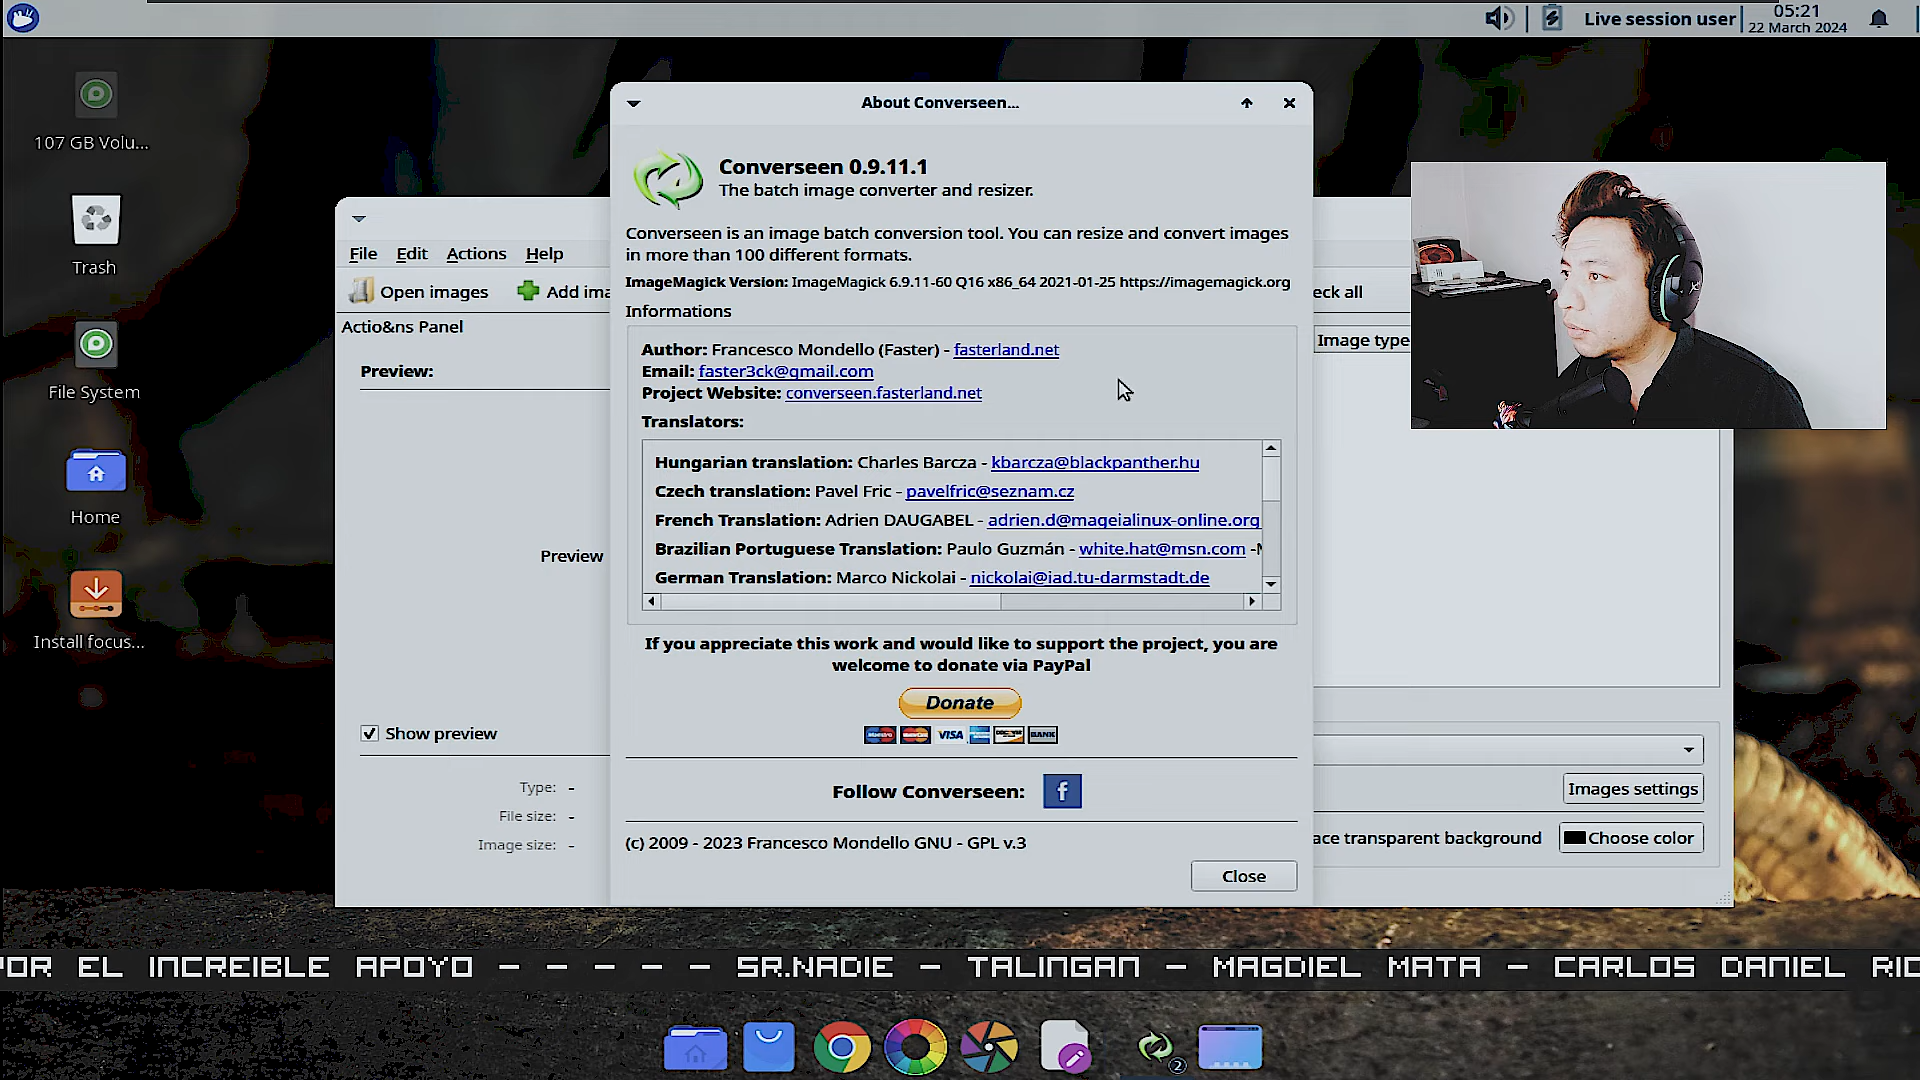 Live session user
05:21
22 March 2024
107 GB Volu...
Trash
File System
Home
Install focus...
About Converseen...
Converseen 0.9.11.1
The batch image converter and resizer.
Converseen is an image batch conversion tool. You can resize and convert images
in more than 100 different formats.
ImageMagick Version: ImageMagick 6.9.11-60 Q16 x86_64 2021-01-25 https://imagemagick.org
Informations
Author: Francesco Mondello (Faster) - fasterland.net
Email: faster3ck@gmail.com
Project Website: converseen.fasterland.net
Translators:
Hungarian translation: Charles Barcza - kbarcza@blackpanther.hu
Czech translation: Pavel Fric - pavelfric@seznam.cz
French Translation: Adrien DAUGABEL - adrien.d@mageialinux-online.org
Brazilian Portuguese Translation: Paulo Guzmán - white.hat@msn.com -
German Translation: Marco Nickolai - nickolai@iad.tu-darmstadt.de
If you appreciate this work and would like to support the project, you are
welcome to donate via PayPal
Donate
VISA
BANK
Follow Converseen:
f
(c) 2009 - 2023 Francesco Mondello GNU - GPL v.3
Close
File Edit Actions Help
Open images Add ima
eck all
Actio&ns Panel
Image type
Preview:
Preview
Show preview
Type: -
File size: -
Image size: -
Images settings
ace transparent background
Choose color
POR EL INCREIBLE APOYO - - - - - - SR.NADIE - TALINGAN - MAGDIEL MATA - CARLOS DANIEL RIC
2